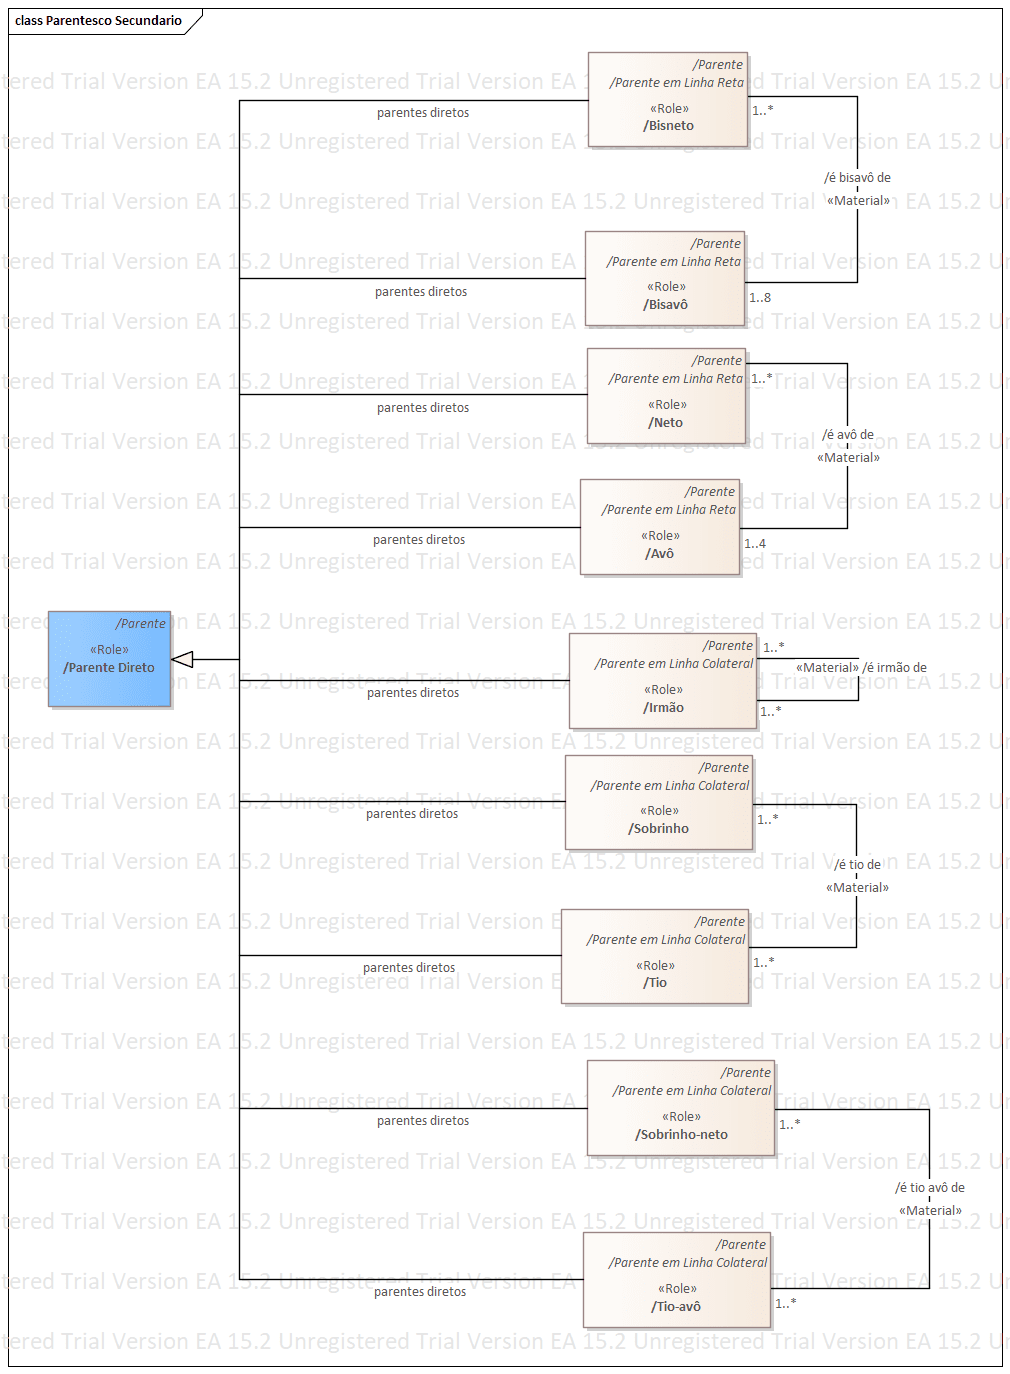 class Parentesco Secundario
/Parente
/Parente em Linha Reta
«Role»
/Bisneto
parentes diretos
1..*
/é bisavô de
«Material»
/Parente
/Parente em Linha Reta
«Role»
/Bisavô
parentes diretos
1..8
/Parente
/Parente em Linha Reta
«Role»
/Neto
parentes diretos
1..*
/é avô de
«Material»
/Parente
/Parente em Linha Reta
«Role»
/Avô
parentes diretos
1..4
/Parente
«Role»
/Parente Direto
/Parente
/Parente em Linha Colateral
«Role»
/Irmão
parentes diretos
1..*
«Material» /é irmão de
1..*
/Parente
/Parente em Linha Colateral
«Role»
/Sobrinho
parentes diretos
1..*
/é tio de
«Material»
/Parente
/Parente em Linha Colateral
«Role»
/Tio
parentes diretos
1..*
/Parente
/Parente em Linha Colateral
«Role»
/Sobrinho-neto
parentes diretos
1..*
/é tio avô de
«Material»
/Parente
/Parente em Linha Colateral
«Role»
/Tio-avô
parentes diretos
1..*
tered Trial Version EA 15.2 Unregistered Trial Version EA 15.2 Unregistered Trial Version EA 15.2 Un